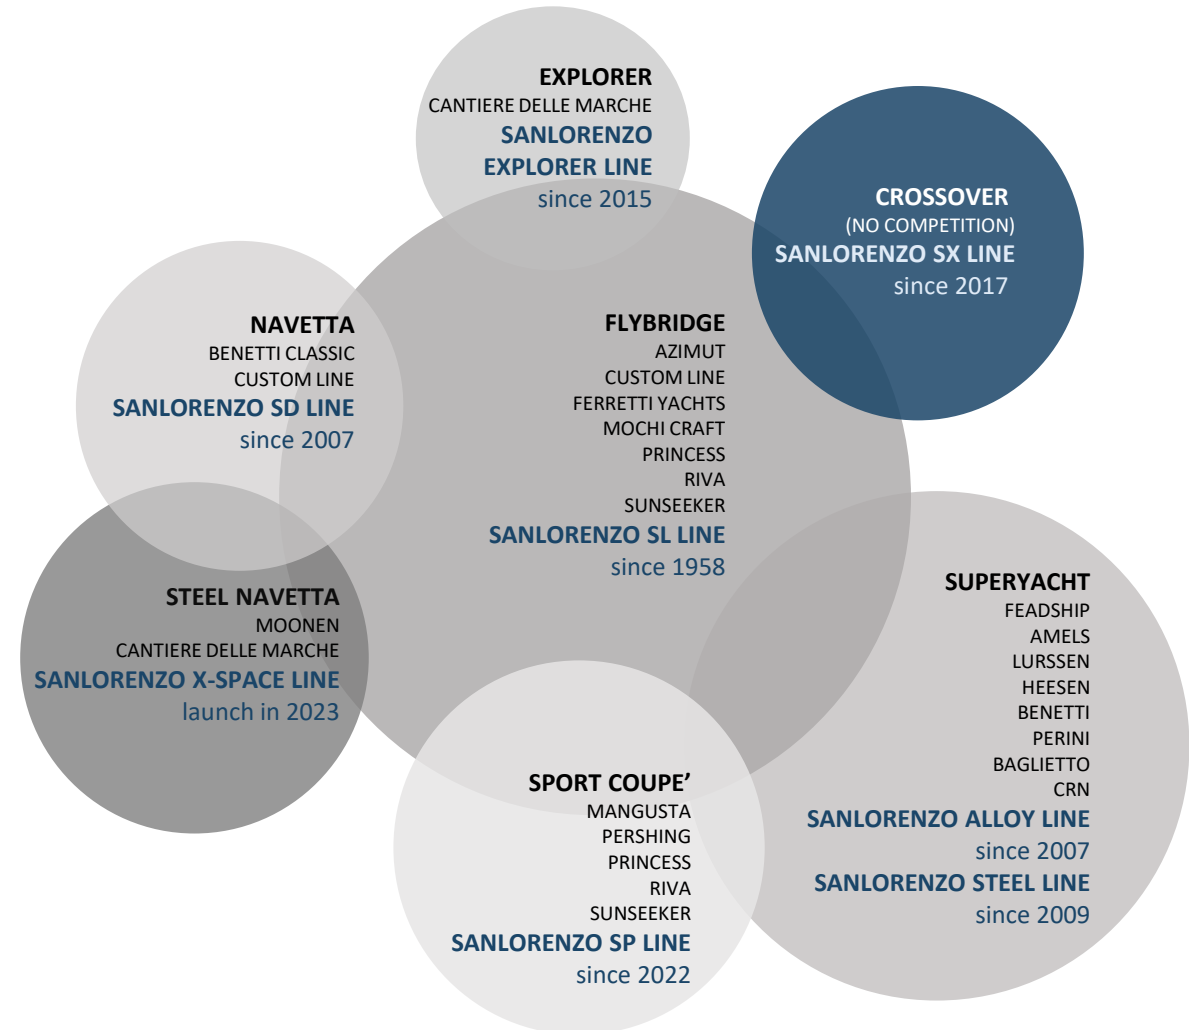 EXPLORER
CANTIERE DELLE MARCHE
SANLORENZO
EXPLORER LINE
since 2015
CROSSOVER
(NO COMPETITION)
SANLORENZO SX LINE
since 2017
NAVETTA
BENETTI CLASSIC
CUSTOM LINE
SANLORENZO SD LINE
since 2007
FLYBRIDGE
AZIMUT
CUSTOM LINE
FERRETTI YACHTS
MOCHI CRAFT
PRINCESS
RIVA
SUNSEEKER
SANLORENZO SL LINE
since 1958
STEEL NAVETTA
MOONEN
CANTIERE DELLE MARCHE
SANLORENZO X-SPACE LINE
launch in 2023
SUPERYACHT
FEADSHIP
AMELS
LURSSEN
HEESEN
BENETTI
PERINI
BAGLIETTO
CRN
SANLORENZO ALLOY LINE
since 2007
SANLORENZO STEEL LINE
since 2009
SPORT COUPE’
MANGUSTA
PERSHING
PRINCESS
RIVA
SUNSEEKER
SANLORENZO SP LINE
since 2022